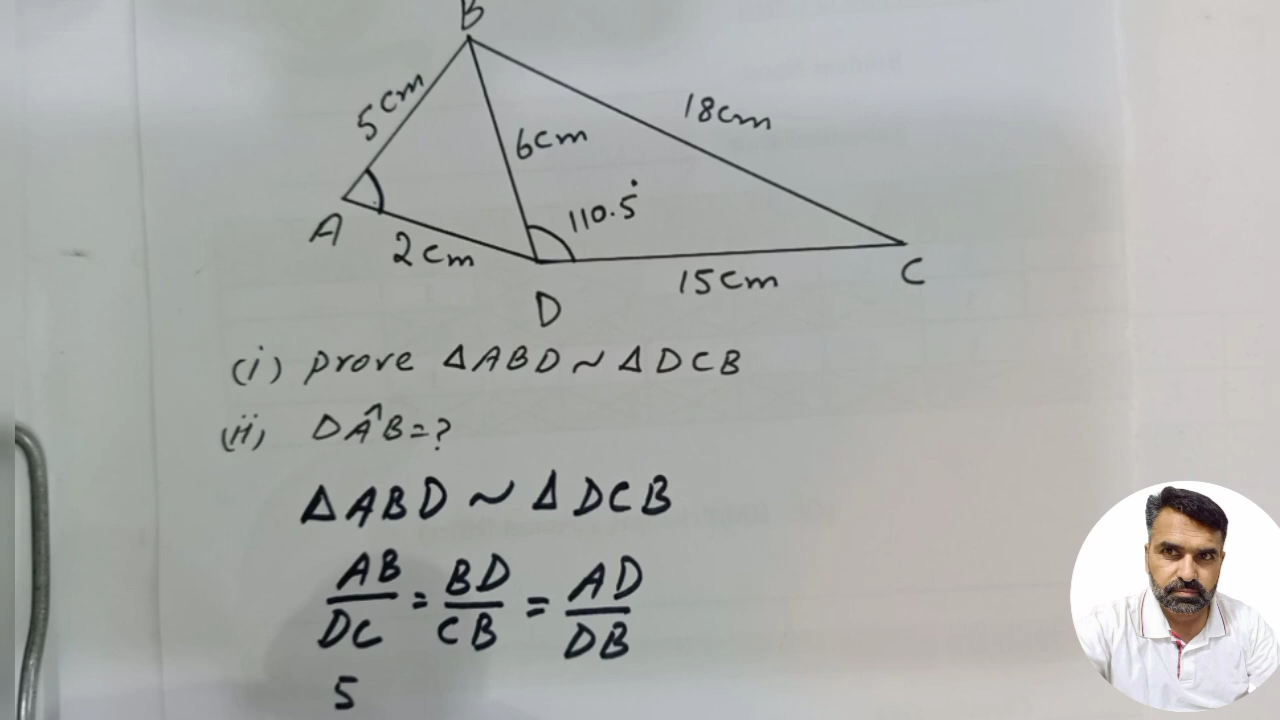 B
5cm
18cm
6cm
110.5°
A
2cm
15cm
C
D
(i) prove ΔABD ~ ΔDCB
(ii) DÂB = ?
ΔABD ~ ΔDCB
AB/DC = BD/CB = AD/DB
5